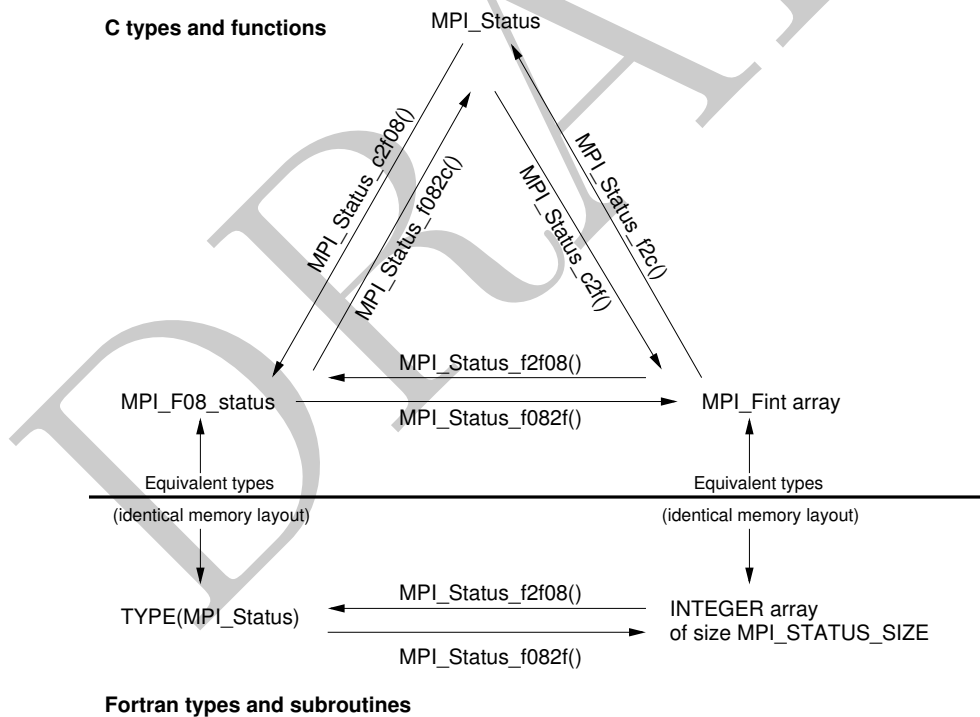 C types and functions
MPI_Status
MPI_Status_c2f08()
MPI_Status_f082c()
MPI_Status_c2f()
MPI_Status_f2c()
MPI_Status_f2f08()
MPI_F08_status
MPI_Fint array
MPI_Status_f082f()
Equivalent types
Equivalent types
(identical memory layout)
(identical memory layout)
MPI_Status_f2f08()
TYPE(MPI_Status)
INTEGER array
of size MPI_STATUS_SIZE
MPI_Status_f082f()
Fortran types and subroutines
DRA